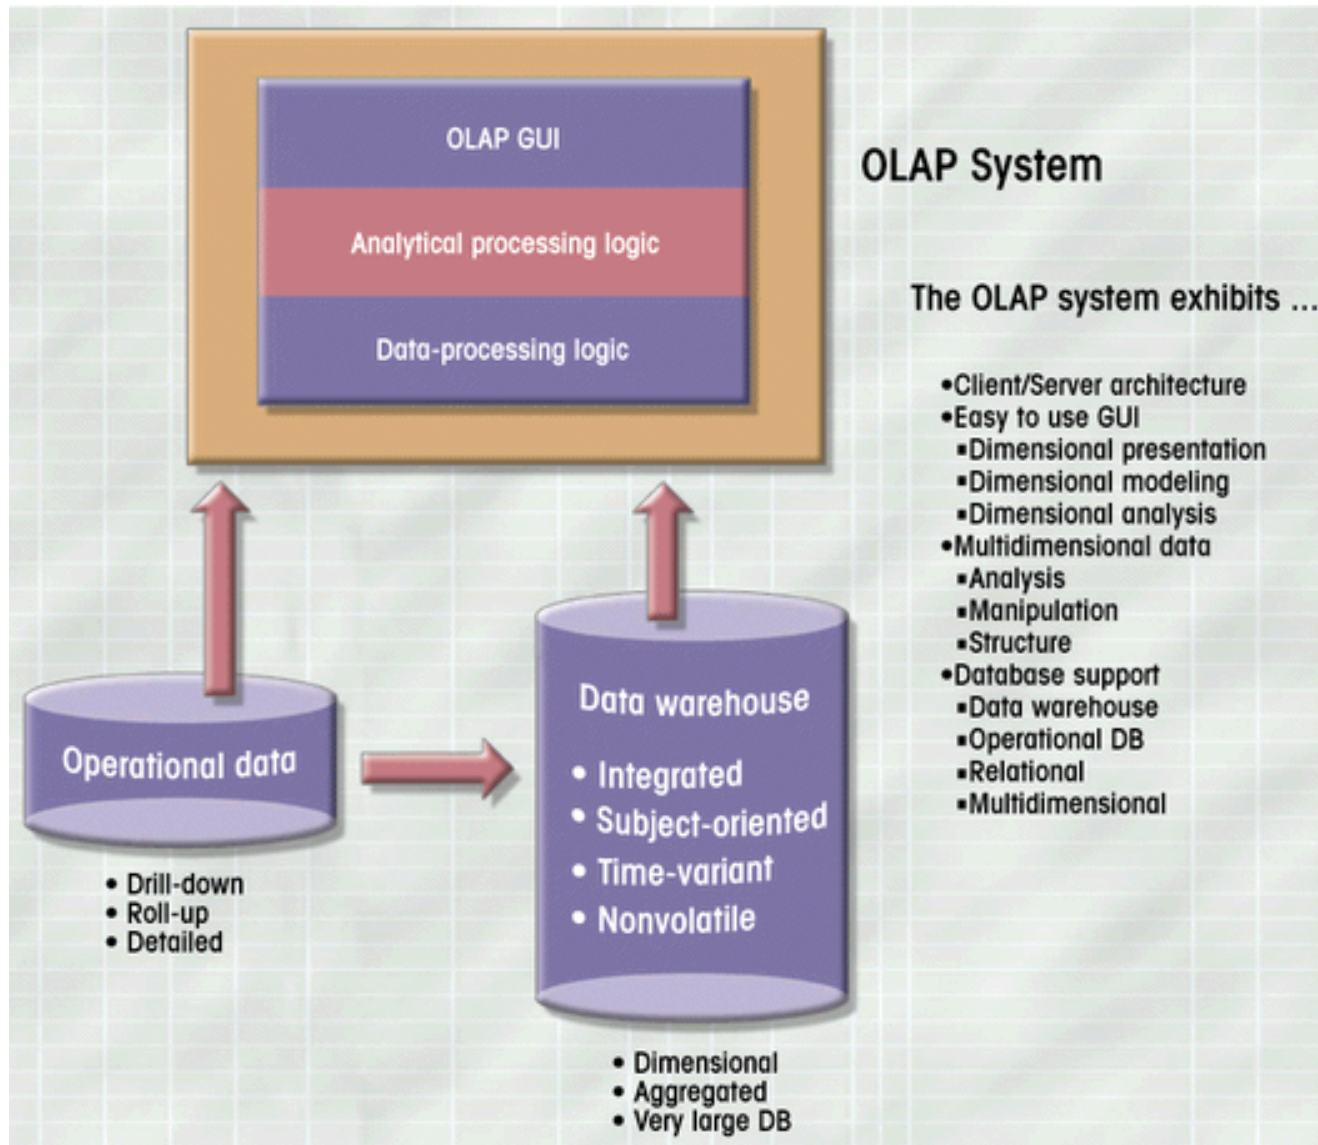 OLAP GUI
Analytical processing logic
Data-processing logic
OLAP System
The OLAP system exhibits ...
•Client/Server architecture
•Easy to use GUI
▪Dimensional presentation
▪Dimensional modeling
▪Dimensional analysis
•Multidimensional data
▪Analysis
▪Manipulation
▪Structure
•Database support
▪Data warehouse
▪Operational DB
▪Relational
▪Multidimensional
Operational data
• Drill-down
• Roll-up
• Detailed
Data warehouse
• Integrated
• Subject-oriented
• Time-variant
• Nonvolatile
• Dimensional
• Aggregated
• Very large DB